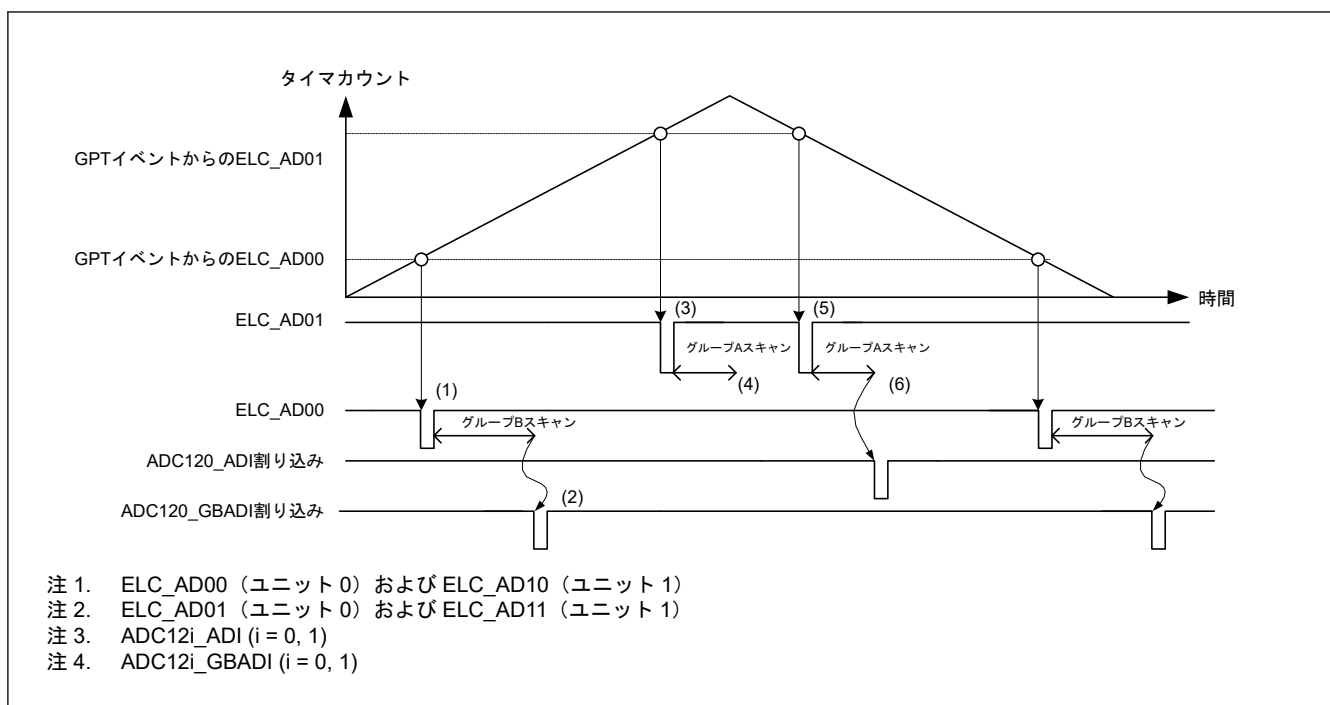 タイマカウント
GPTイベントからのELC_AD01
GPTイベントからのELC_AD00
時間
ELC_AD01
(3)
(5)
グループAスキャン
グループAスキャン
(4)
(6)
(1)
ELC_AD00
グループBスキャン
グループBスキャン
ADC120_ADI割り込み
(2)
ADC120_GBADI割り込み
注 1. ELC_AD00（ユニット 0）および ELC_AD10（ユニット 1）
注 2. ELC_AD01（ユニット 0）および ELC_AD11（ユニット 1）
注 3. ADC12i_ADI (i = 0, 1)
注 4. ADC12i_GBADI (i = 0, 1)